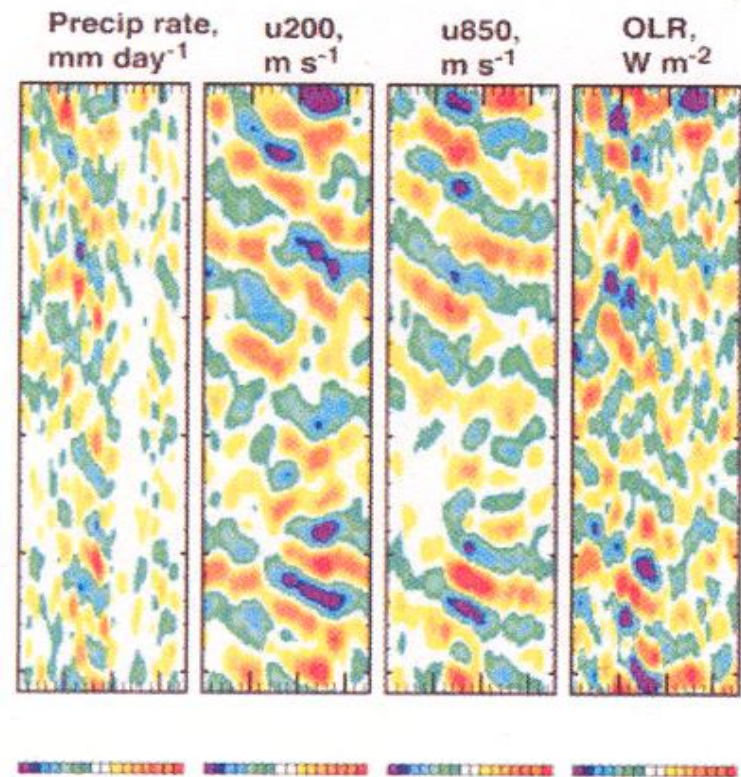 Precip rate,
mm day-1
u200,
m s-1
u850,
m s-1
OLR,
W m-2